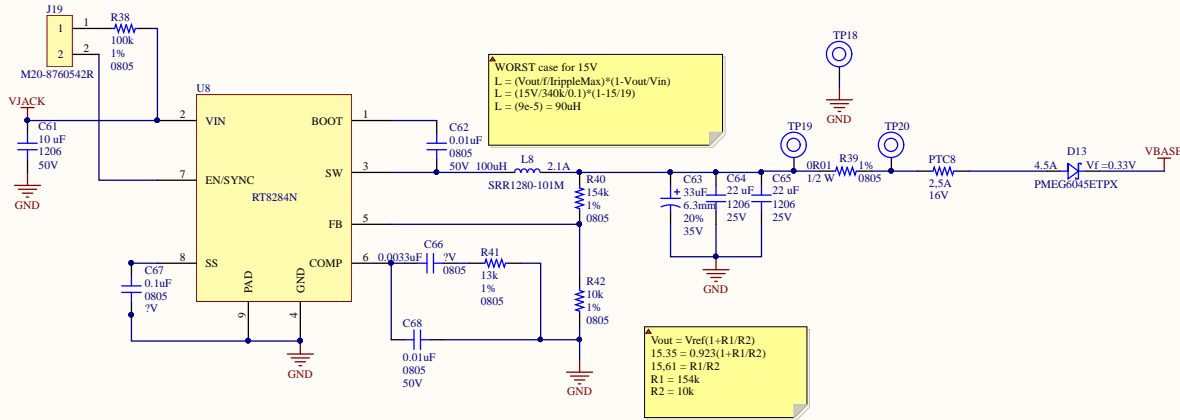 J19
1
2
1
2
M20-8760542R
R38
100k
1%
0805
VJACK
C61
10 uF
1206
50V
GND
U8
2
VIN
7
EN/SYNC
8
SS
BOOT
1
SW
3
FB
5
COMP
6
RT8284N
PAD
GND
9
4
GND
C67
0.1uF
0805
?V
C62
0.01uF
0805
50V
100uH
L8
2.1A
SRR1280-101M
WORST case for 15V
L = (Vout/f/IrippleMax)*(1-Vout/Vin)
L = (15V/340k/0.1)*(1-15/19)
L = (9e-5) = 90uH
R40
154k
1%
0805
0.0033uF
C66
?V
0805
R41
13k
1%
0805
C68
0.01uF
0805
50V
R42
10k
1%
0805
GND
C63
33uF
6.3mm
20%
35V
C64
22 uF
1206
25V
C65
22 uF
1206
25V
GND
TP18
GND
TP19
0R01
1/2 W
R39
1%
0805
TP20
PTC8
2,5A
16V
D13
4.5A
Vf =0.33V
PMEG6045ETPX
VBASE
Vout = Vref(1+R1/R2)
15.35 = 0.923(1+R1/R2)
15,61 = R1/R2
R1 = 154k
R2 = 10k